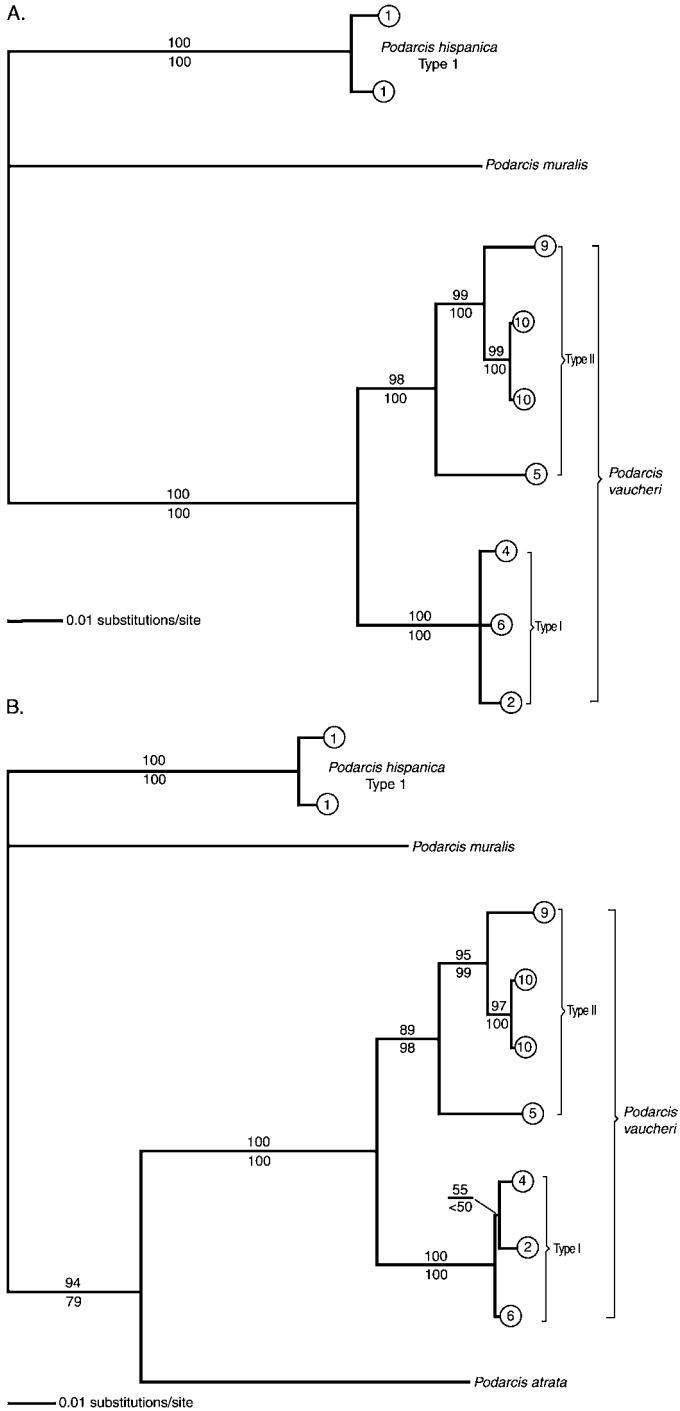 A.
1
100
100
Podarcis hispanica
Type 1
1
Podarcis muralis
9
99
100
10
99
100
Type II
98
100
10
5
Podarcis
vaucheri
100
100
4
100
100
6
Type I
0.01 substitutions/site
2
B.
1
100
100
Podarcis hispanica
Type 1
1
Podarcis muralis
9
95
99
10
97
100
Type II
89
98
10
5
Podarcis
vaucheri
100
100
55
<50
4
2
Type I
100
100
6
94
79
Podarcis atrata
0.01 substitutions/site